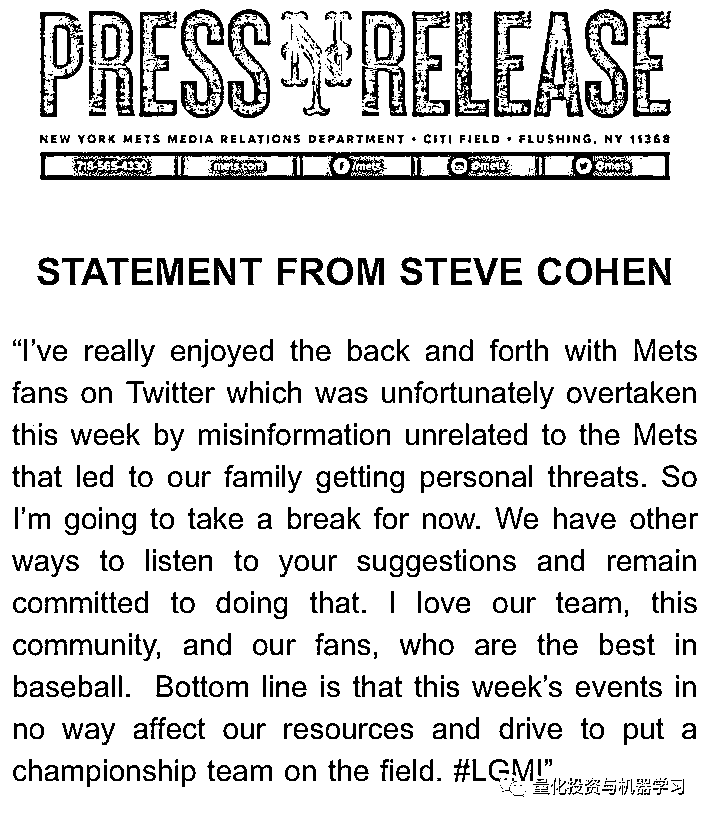 PRESS NY RELEASE
NEW YORK METS MEDIA RELATIONS DEPARTMENT • CITI FIELD • FLUSHING, NY 11368
718-565-4330 mets.com /mets @mets @mets
STATEMENT FROM STEVE COHEN
“I’ve really enjoyed the back and forth with Mets
fans on Twitter which was unfortunately overtaken
this week by misinformation unrelated to the Mets
that led to our family getting personal threats. So
I’m going to take a break for now. We have other
ways to listen to your suggestions and remain
committed to doing that. I love our team, this
community, and our fans, who are the best in
baseball.  Bottom line is that this week’s events in
no way affect our resources and drive to put a
championship team on the field. #LGM!”
量化投资与机器学习